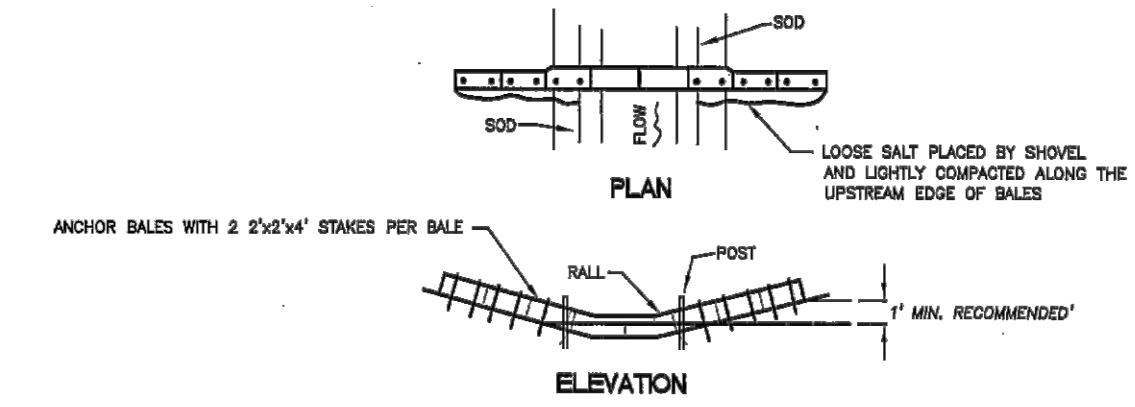 SOD
SOD
FLOW
LOOSE SALT PLACED BY SHOVEL
AND LIGHTLY COMPACTED ALONG THE
UPSTREAM EDGE OF BALES
PLAN
ANCHOR BALES WITH 2 2'x2'x4' STAKES PER BALE
RALL
POST
1' MIN. RECOMMENDED'
ELEVATION